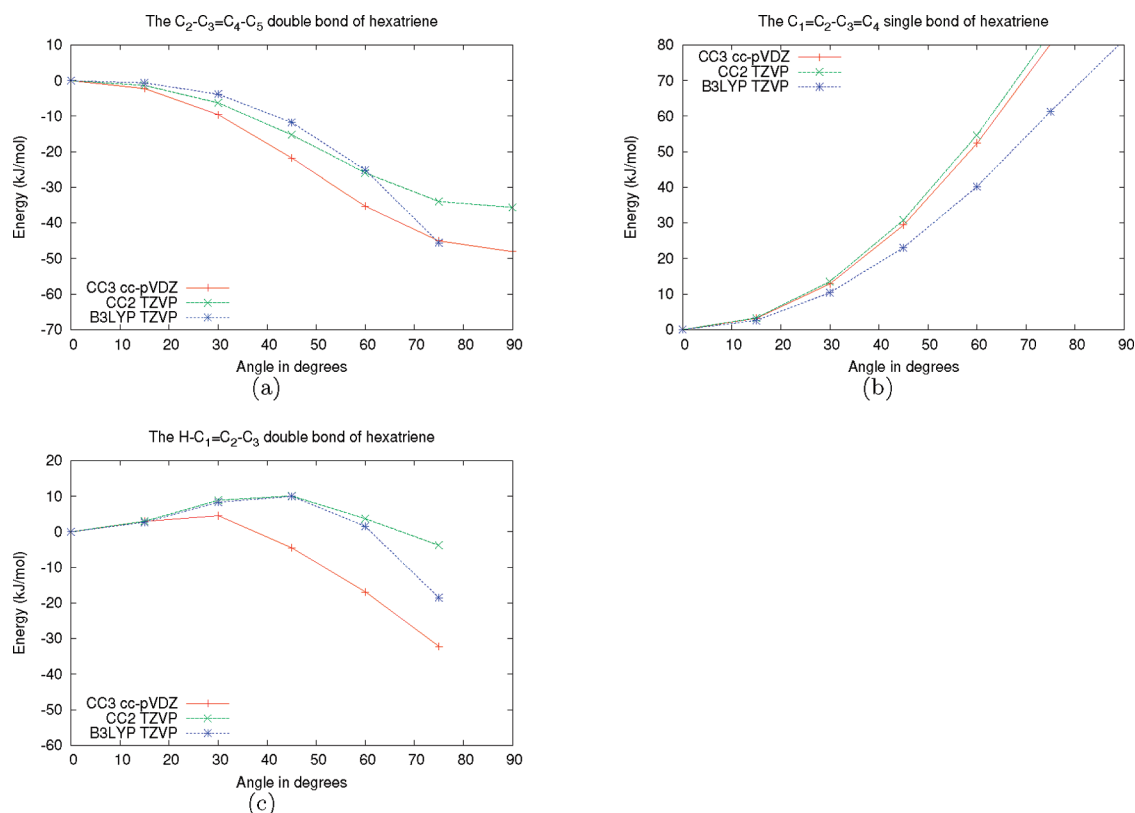 The C2-C3=C4-C5 double bond of hexatriene
10
0
-10
-20
-30
-40
-50
-60
-70
Energy (kJ/mol)
CC3 cc-pVDZ
CC2 TZVP
B3LYP TZVP
0 10 20 30 40 50 60 70 80 90
Angle in degrees
(a)
The C1=C2-C3=C4 single bond of hexatriene
80
70
60
50
40
30
20
10
0
Energy (kJ/mol)
CC3 cc-pVDZ
CC2 TZVP
B3LYP TZVP
0 10 20 30 40 50 60 70 80 90
Angle in degrees
(b)
The H-C1=C2-C3 double bond of hexatriene
20
10
0
-10
-20
-30
-40
-50
-60
Energy (kJ/mol)
CC3 cc-pVDZ
CC2 TZVP
B3LYP TZVP
0 10 20 30 40 50 60 70 80 90
Angle in degrees
(c)